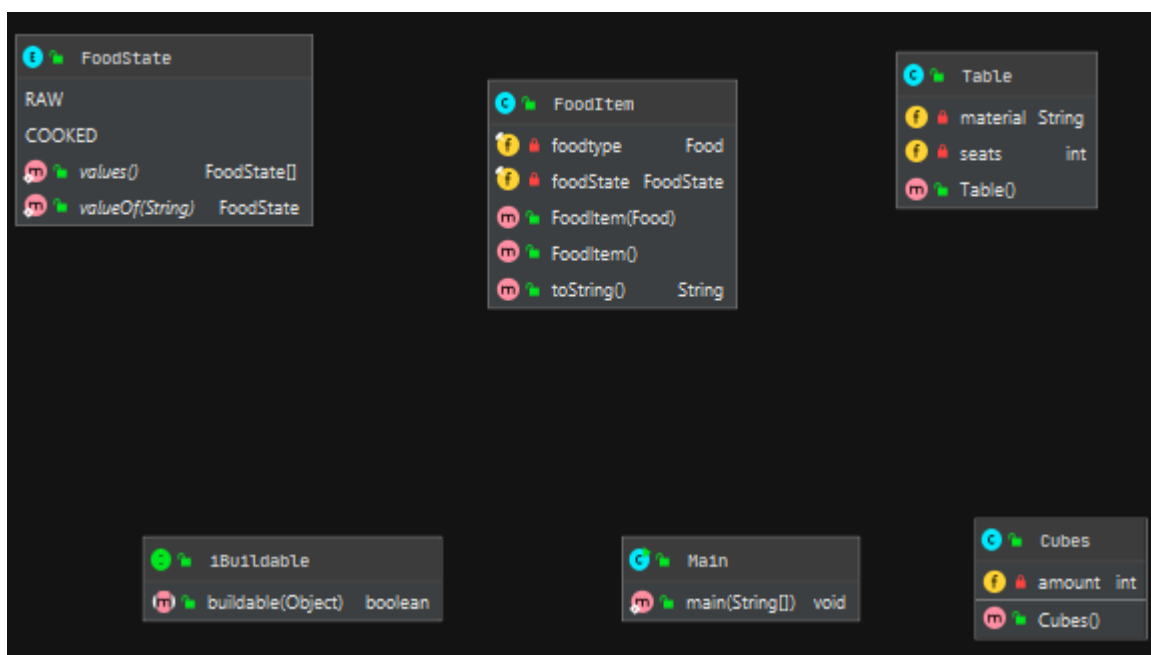 FoodState
RAW
COOKED
values() FoodState[]
valueOf(String) FoodState
FoodItem
foodtype Food
foodState FoodState
FoodItem(Food)
FoodItem()
toString() String
Table
material String
seats int
Table()
iBuildable
buildable(Object) boolean
Main
main(String[]) void
Cubes
amount int
Cubes()